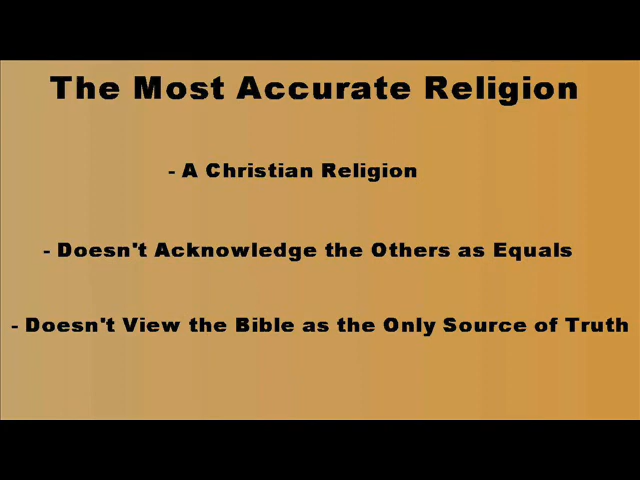 The Most Accurate Religion
- A Christian Religion
- Doesn't Acknowledge the Others as Equals
- Doesn't View the Bible as the Only Source of Truth